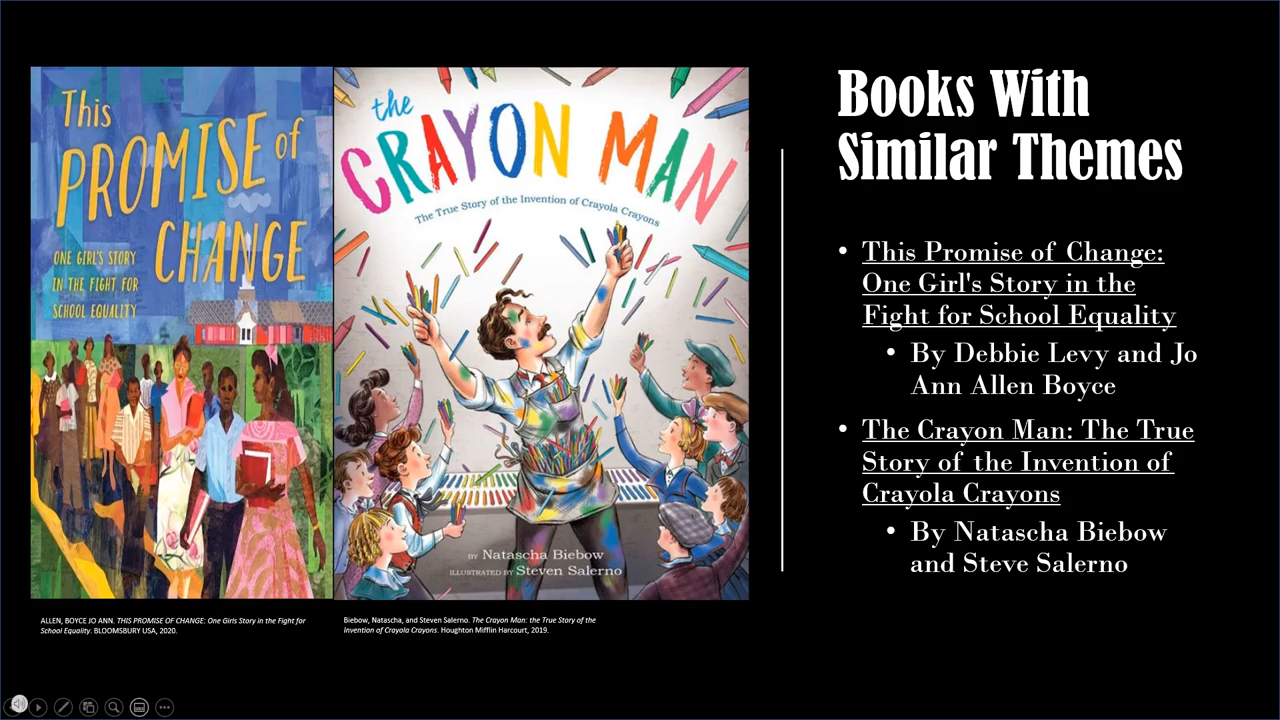 This
PROMISE of
CHANGE
ONE GIRL'S STORY
IN THE FIGHT FOR
SCHOOL EQUALITY
the
CRAYON MAN
The True Story of the Invention of Crayola Crayons
BY Natascha Biebow
ILLUSTRATED BY Steven Salerno
ALLEN, BOYCE JO ANN. THIS PROMISE OF CHANGE: One Girls Story in the Fight for
School Equality. BLOOMSBURY USA, 2020.
Biebow, Natascha, and Steven Salerno. The Crayon Man: the True Story of the
Invention of Crayola Crayons. Houghton Mifflin Harcourt, 2019.
Books With
Similar Themes
• This Promise of Change:
One Girl's Story in the
Fight for School Equality
• By Debbie Levy and Jo
Ann Allen Boyce
• The Crayon Man: The True
Story of the Invention of
Crayola Crayons
• By Natascha Biebow
and Steve Salerno